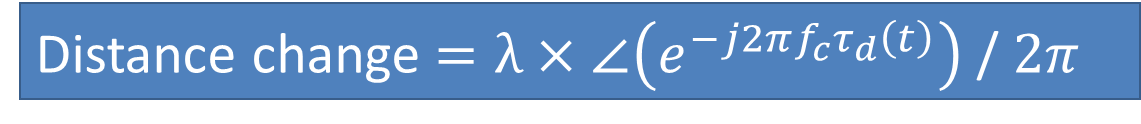 Distance change = λ × ∠(e^{−j2πf_cτ_d(t)}) / 2π